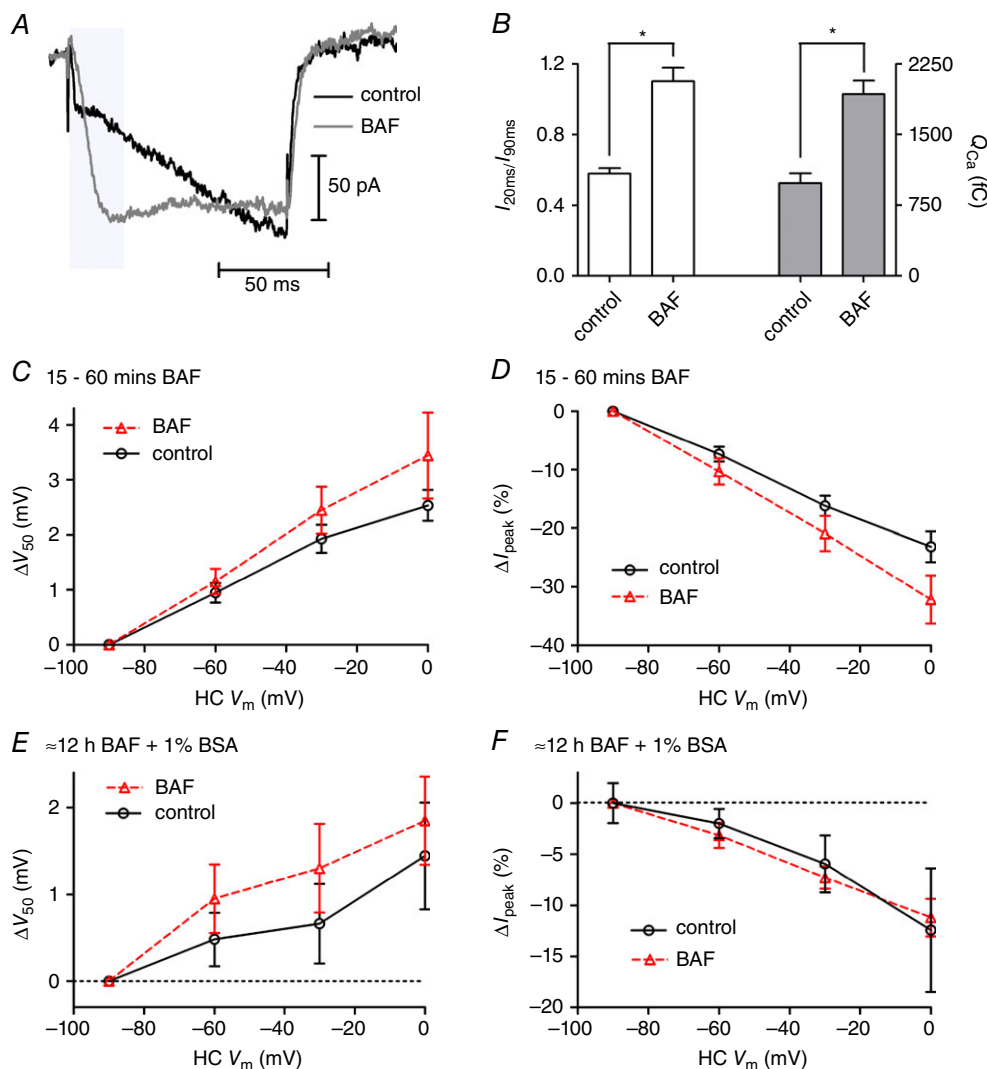 A
control
BAF
50 pA
50 ms
B
*
*
1.2
0.8
0.4
0.0
I20ms/I90ms
2250
1500
750
0
QCa (fC)
control
BAF
control
BAF
C 15 - 60 mins BAF
4
3
2
1
0
ΔV50 (mV)
BAF
control
−100
−80
−60
−40
−20
0
HC Vm (mV)
D 15 - 60 mins BAF
0
−10
−20
−30
−40
ΔIpeak (%)
control
BAF
−100
−80
−60
−40
−20
0
HC Vm (mV)
E ≈12 h BAF + 1% BSA
2
1
0
ΔV50 (mV)
BAF
control
−100
−80
−60
−40
−20
0
HC Vm (mV)
F ≈12 h BAF + 1% BSA
0
−5
−10
−15
−20
ΔIpeak (%)
control
BAF
−100
−80
−60
−40
−20
0
HC Vm (mV)